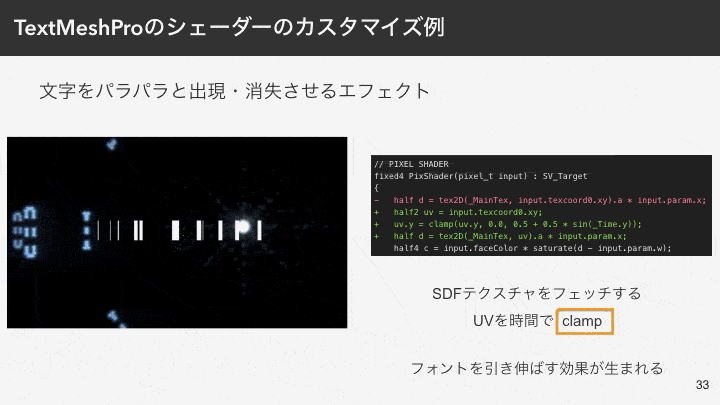 TextMeshProのシェーダーのカスタマイズ例
文字をパラパラと出現・消失させるエフェクト
// PIXEL SHADER
fixed4 PixShader(pixel_t input) : SV_Target
{
-   half d = tex2D(_MainTex, input.texcoord0.xy).a * input.param.x;
+   half2 uv = input.texcoord0.xy;
+   uv.y = clamp(uv.y, 0.0, 0.5 + 0.5 * sin(_Time.y));
+   half d = tex2D(_MainTex, uv).a * input.param.x;
    half4 c = input.faceColor * saturate(d - input.param.w);
SDFテクスチャをフェッチする
UVを時間で clamp
フォントを引き伸ばす効果が生まれる
33